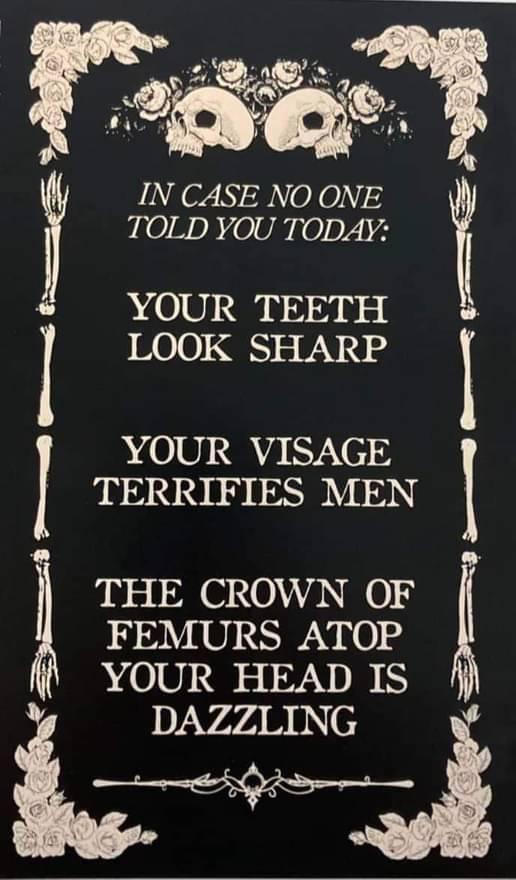 IN CASE NO ONE
TOLD YOU TODAY:
YOUR TEETH
LOOK SHARP
YOUR VISAGE
TERRIFIES MEN
THE CROWN OF
FEMURS ATOP
YOUR HEAD IS
DAZZLING